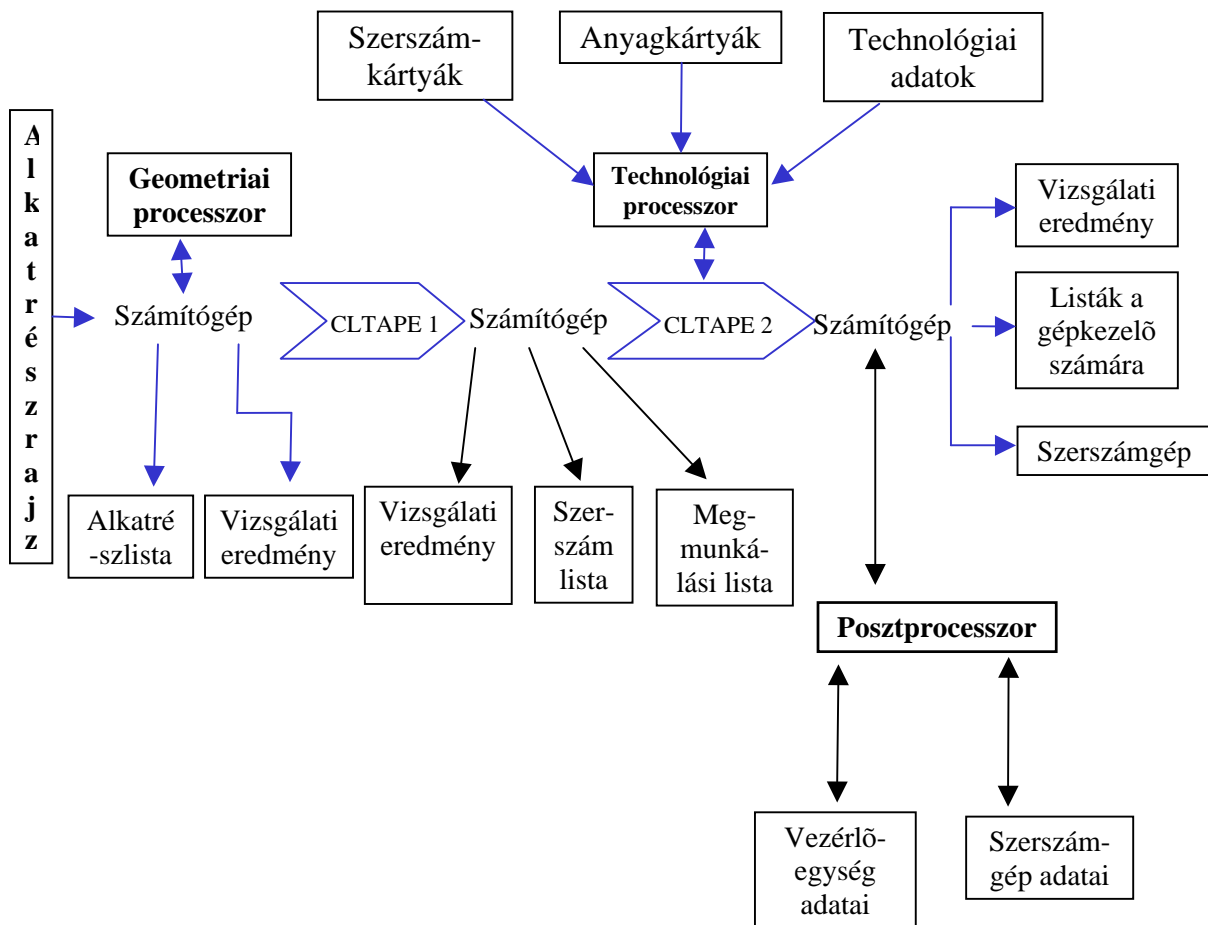 Szerszám-
kártyák
Anyagkártyák
Technológiai
adatok
Alkatrészrajz
Geometriai
processzor
Technológiai
processzor
Vizsgálati
eredmény
Számítógép
CLTAPE 1
Számítógép
CLTAPE 2
Számítógép
Listák a
gépkezelõ
számára
Szerszámgép
Alkatré
-szlista
Vizsgálati
eredmény
Vizsgálati
eredmény
Szer-
szám
lista
Meg-
munká-
lási lista
Posztprocesszor
Vezérlõ-
egység
adatai
Szerszám-
gép adatai